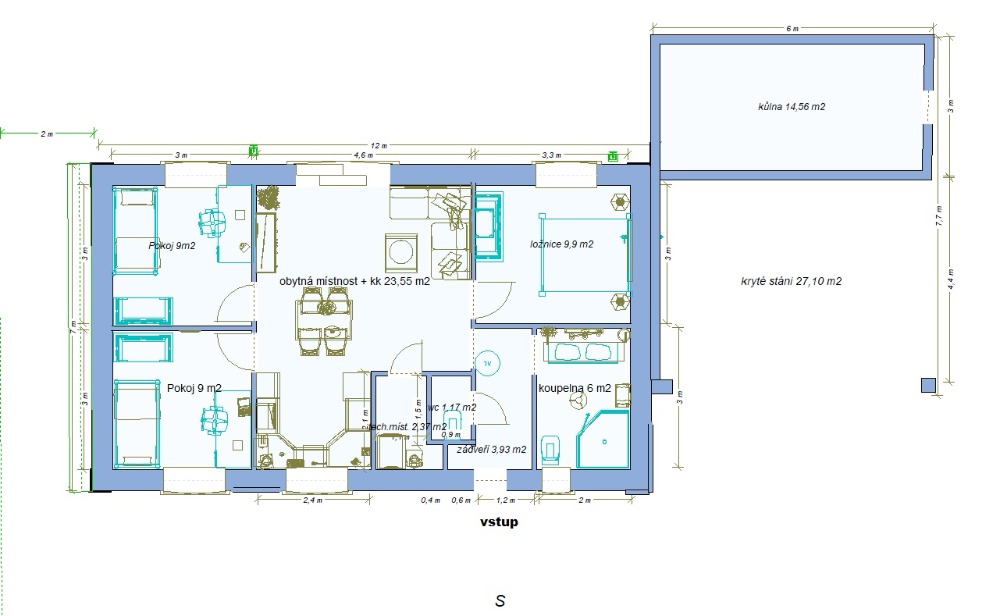 6 m
kůlna 14,56 m2
3 m
2 m
12 m
3 m
4,6 m
3,3 m
7,7 m
Pokoj 9m2
ložnice 9,9 m2
3 m
3 m
obytná místnost + kk 23,55 m2
kryté stání 27,10 m2
4,4 m
7 m
Pokoj 9 m2
koupelna 6 m2
3 m
3 m
wc 1,17 m2
1,5 m
tech.míst. 2,37 m2
0,9 m
zádveří 3,93 m2
2,4 m
0,4 m
0,6 m
1,2 m
2 m
vstup
S